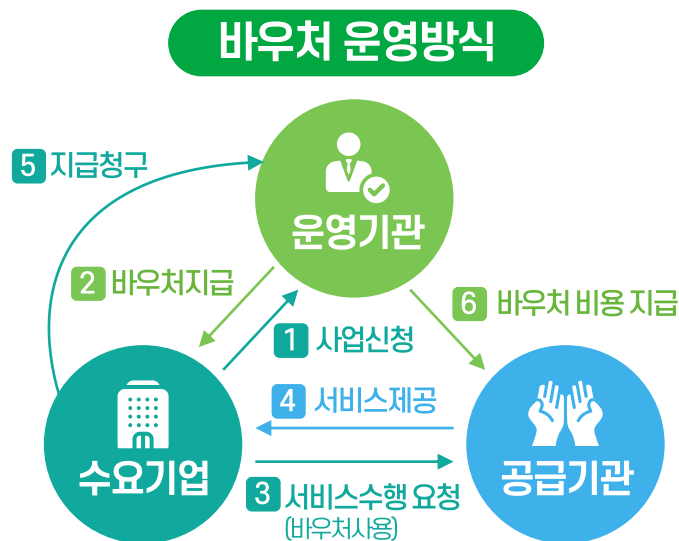 바우처 운영방식
5 지급청구
운영기관
2 바우처지급
6 바우처 비용 지급
1 사업신청
4 서비스제공
수요기업
공급기관
3 서비스수행 요청
(바우처사용)